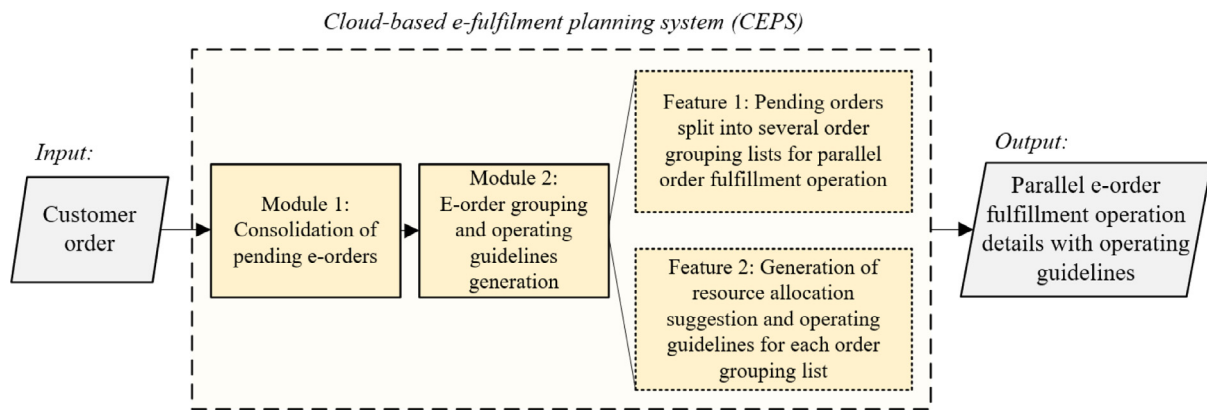 Cloud-based e-fulfilment planning system (CEPS)
Input:
Customer
order
Module 1:
Consolidation of
pending e-orders
Module 2:
E-order grouping
and operating
guidelines
generation
Feature 1: Pending orders
split into several order
grouping lists for parallel
order fulfillment operation
Feature 2: Generation of
resource allocation
suggestion and operating
guidelines for each order
grouping list
Output:
Parallel e-order
fulfillment operation
details with operating
guidelines